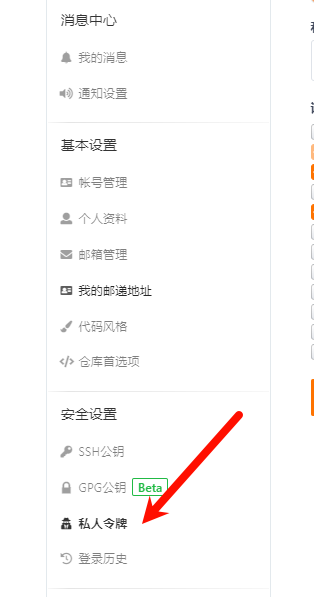 消息中心
我的消息
通知设置
基本设置
帐号管理
个人资料
邮箱管理
我的邮递地址
代码风格
仓库首选项
安全设置
SSH公钥
GPG公钥 Beta
私人令牌
登录历史